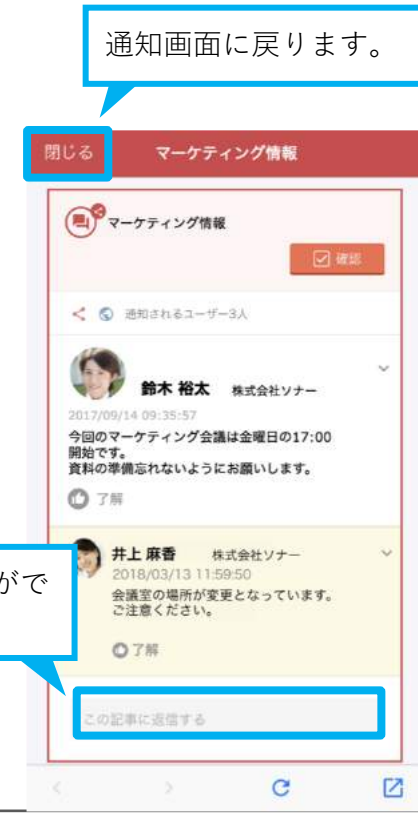 通知画面に戻ります。
閉じる
マーケティング情報
マーケティング情報
確認
通知されるユーザー3人
鈴木 裕太 株式会社ソナー
2017/09/14 09:35:57
今回のマーケティング会議は金曜日の17:00
開始です。
資料の準備忘れないようにお願いします。
了解
がで
井上 麻香 株式会社ソナー
2018/03/13 11:59:50
会議室の場所が変更となっています。
ご注意ください。
了解
この記事に返信する